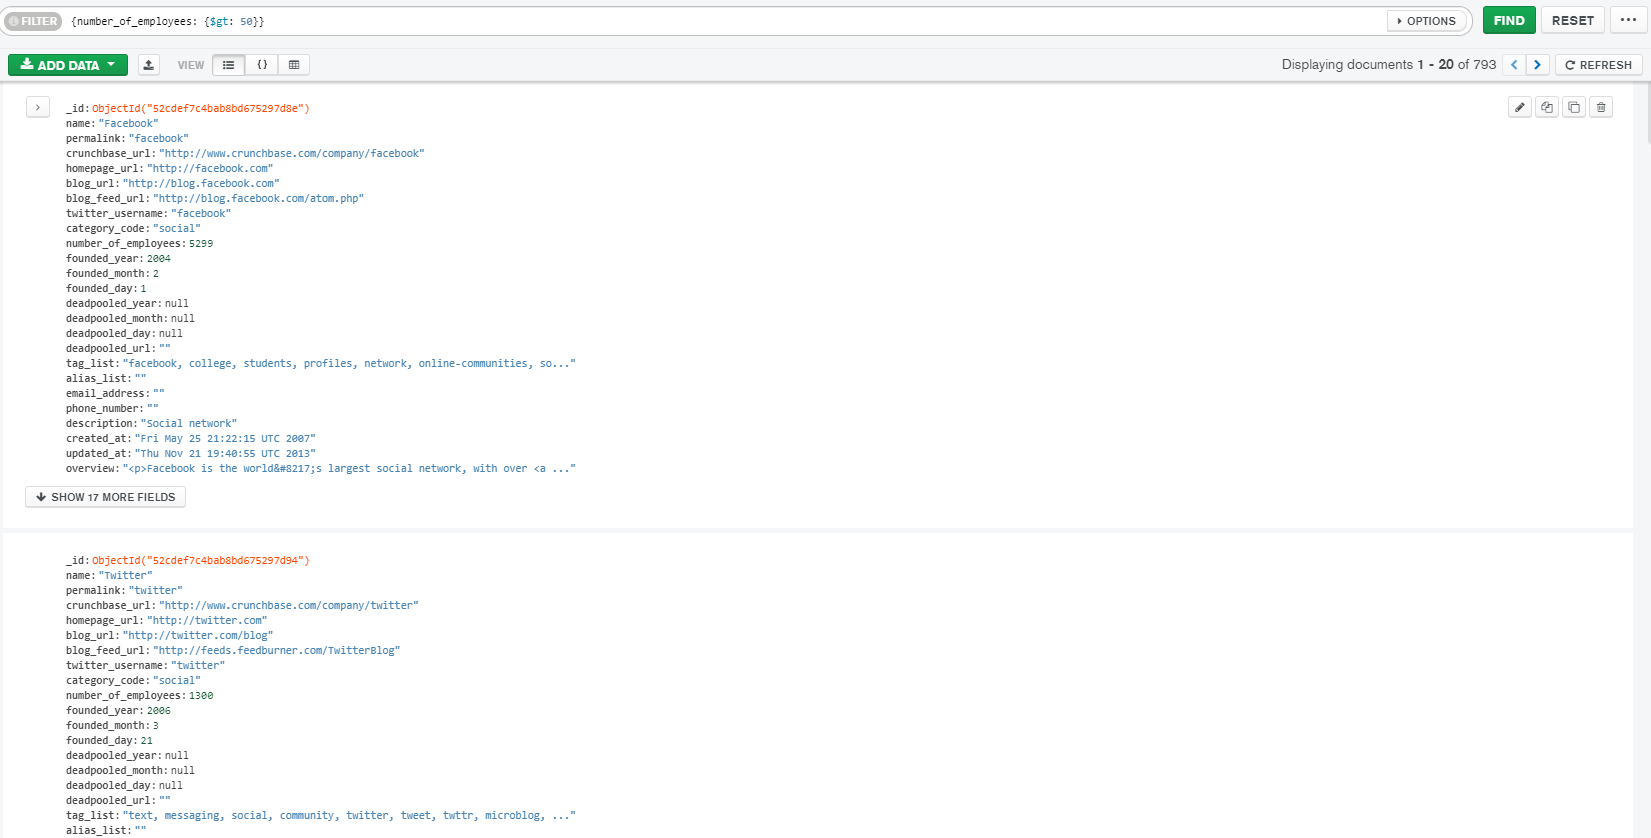 FILTER {number_of_employees: {$gt: 50}} OPTIONS FIND RESET ...
ADD DATA VIEW {} Displaying documents 1 - 20 of 793 < > REFRESH
> _id: ObjectId("52cdef7c4bab8bd675297d8e")
name: "Facebook"
permalink: "facebook"
crunchbase_url: "http://www.crunchbase.com/company/facebook"
homepage_url: "http://facebook.com"
blog_url: "http://blog.facebook.com"
blog_feed_url: "http://blog.facebook.com/atom.php"
twitter_username: "facebook"
category_code: "social"
number_of_employees: 5299
founded_year: 2004
founded_month: 2
founded_day: 1
deadpooled_year: null
deadpooled_month: null
deadpooled_day: null
deadpooled_url: ""
tag_list: "facebook, college, students, profiles, network, online-communities, so..."
alias_list: ""
email_address: ""
phone_number: ""
description: "Social network"
created_at: "Fri May 25 21:22:15 UTC 2007"
updated_at: "Thu Nov 21 19:40:55 UTC 2013"
overview: "<p>Facebook is the world&#8217;s largest social network, with over <a ..."
SHOW 17 MORE FIELDS
_id: ObjectId("52cdef7c4bab8bd675297d94")
name: "Twitter"
permalink: "twitter"
crunchbase_url: "http://www.crunchbase.com/company/twitter"
homepage_url: "http://twitter.com"
blog_url: "http://twitter.com/blog"
blog_feed_url: "http://feeds.feedburner.com/TwitterBlog"
twitter_username: "twitter"
category_code: "social"
number_of_employees: 1300
founded_year: 2006
founded_month: 3
founded_day: 21
deadpooled_year: null
deadpooled_month: null
deadpooled_day: null
deadpooled_url: ""
tag_list: "text, messaging, social, community, twitter, tweet, twttr, microblog, ..."
alias_list: ""